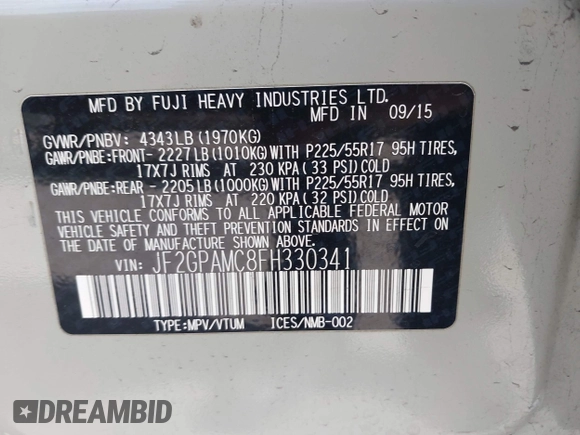 MFD BY FUJI HEAVY INDUSTRIES LTD.
MFD IN 09/15
GVWR/PNBV: 4343LB(1970KG)
GAWR/PNBE:FRONT- 2227LB(1010KG)WITH P225/55R17 95H TIRES,
17X7J RIMS AT 230 KPA( 33 PSI)COLD
GAWR/PNBE:REAR - 2205LB(1000KG)WITH P225/55R17 95H TIRES,
17X7J RIMS AT 220 KPA( 32 PSI)COLD
THIS VEHICLE CONFORMS TO ALL APPLICABLE FEDERAL MOTOR
VEHICLE SAFETY AND THEFT PREVENTION STANDARDS
IN EFFECT ON THE DATE OF MANUFACTURE SHOWN ABOVE.
VIN: JF2GPAMC8FH330341
TYPE:MPV/VTUM ICES/NMB-002
DREAMBID